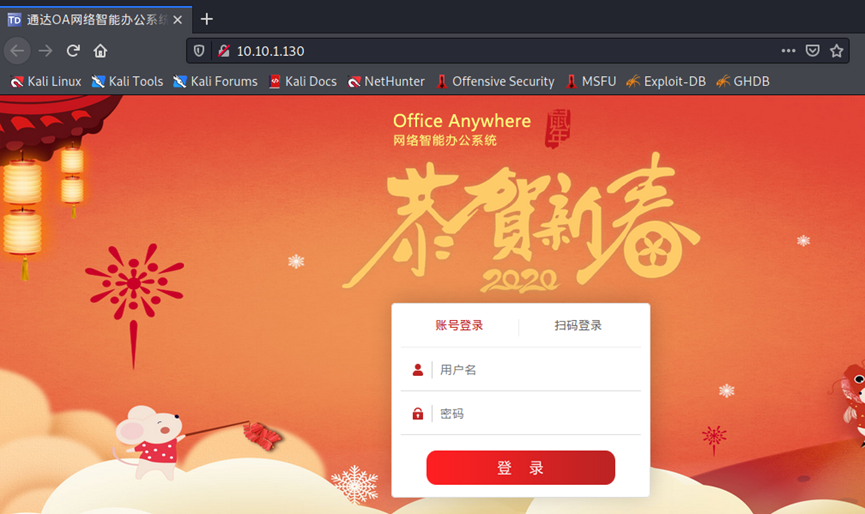 通达OA网络智能办公系统
10.10.1.130
Kali Linux Kali Tools Kali Forums Kali Docs NetHunter Offensive Security MSFU Exploit-DB GHDB
Office Anywhere
网络智能办公系统
鼠年
恭賀新春
2020
账号登录 扫码登录
用户名
密码
登 录